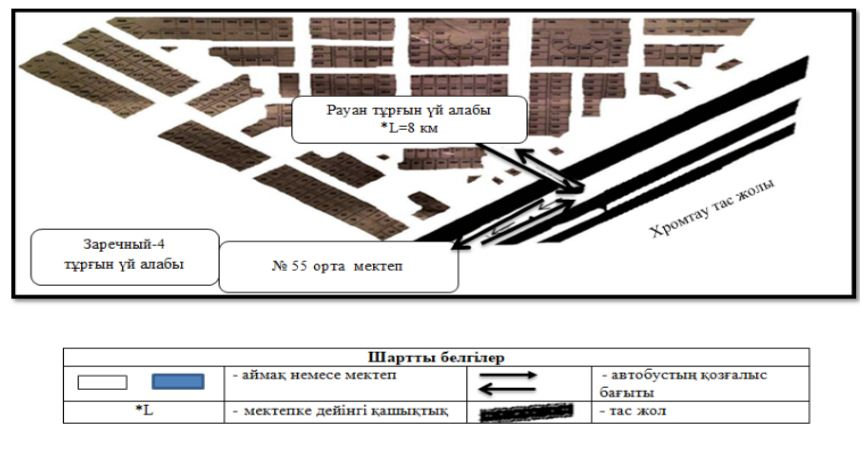 Рауан тұрғын үй алабы
*L=8 км
Хромтау тас жолы
Заречный-4
тұрғын үй алабы
№ 55 орта мектеп
Шартты белгілер
- аймақ немесе мектеп
- автобустың қозғалыс
бағыты
*L
- мектепке дейінгі қашықтық
- тас жол